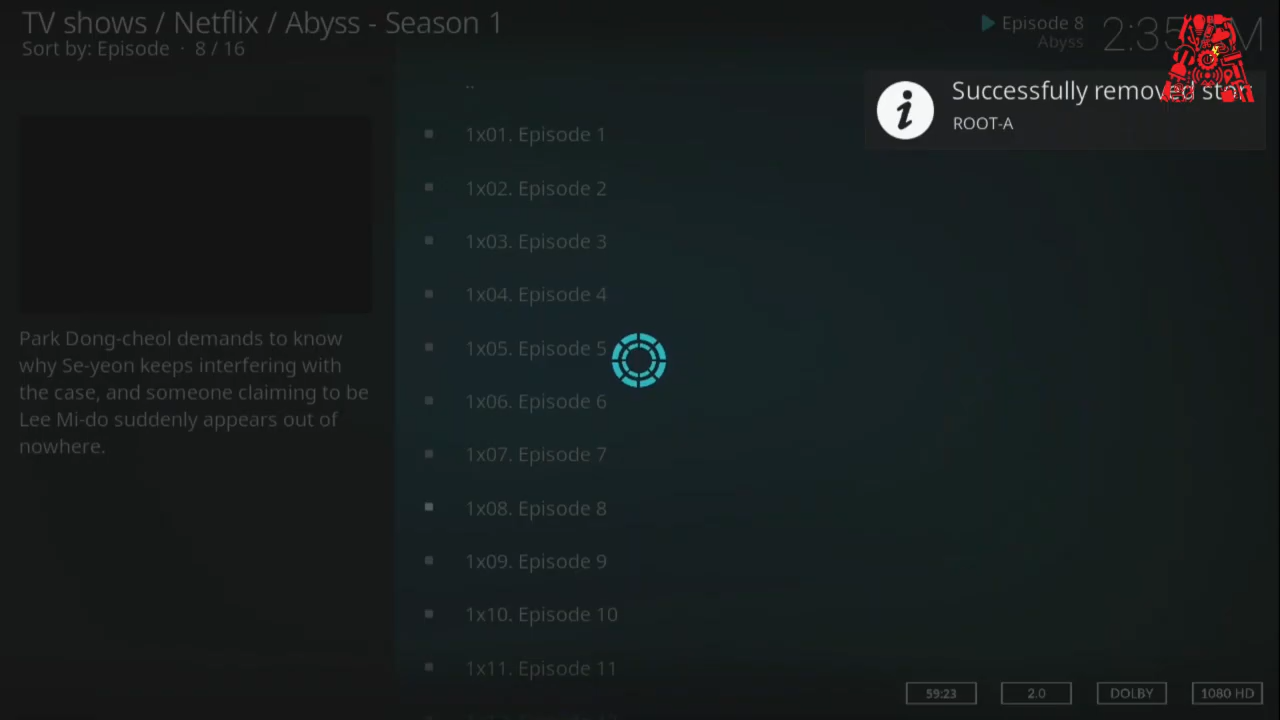 TV shows / Netflix / Abyss - Season 1
Sort by: Episode · 8 / 16
Episode 8
Abyss
2:35
Successfully removed
ROOT-A
..
1x01. Episode 1
1x02. Episode 2
1x03. Episode 3
1x04. Episode 4
1x05. Episode 5
1x06. Episode 6
1x07. Episode 7
1x08. Episode 8
1x09. Episode 9
1x10. Episode 10
1x11. Episode 11
Park Dong-cheol demands to know
why Se-yeon keeps interfering with
the case, and someone claiming to be
Lee Mi-do suddenly appears out of
nowhere.
59:23
2.0
DOLBY
1080 HD